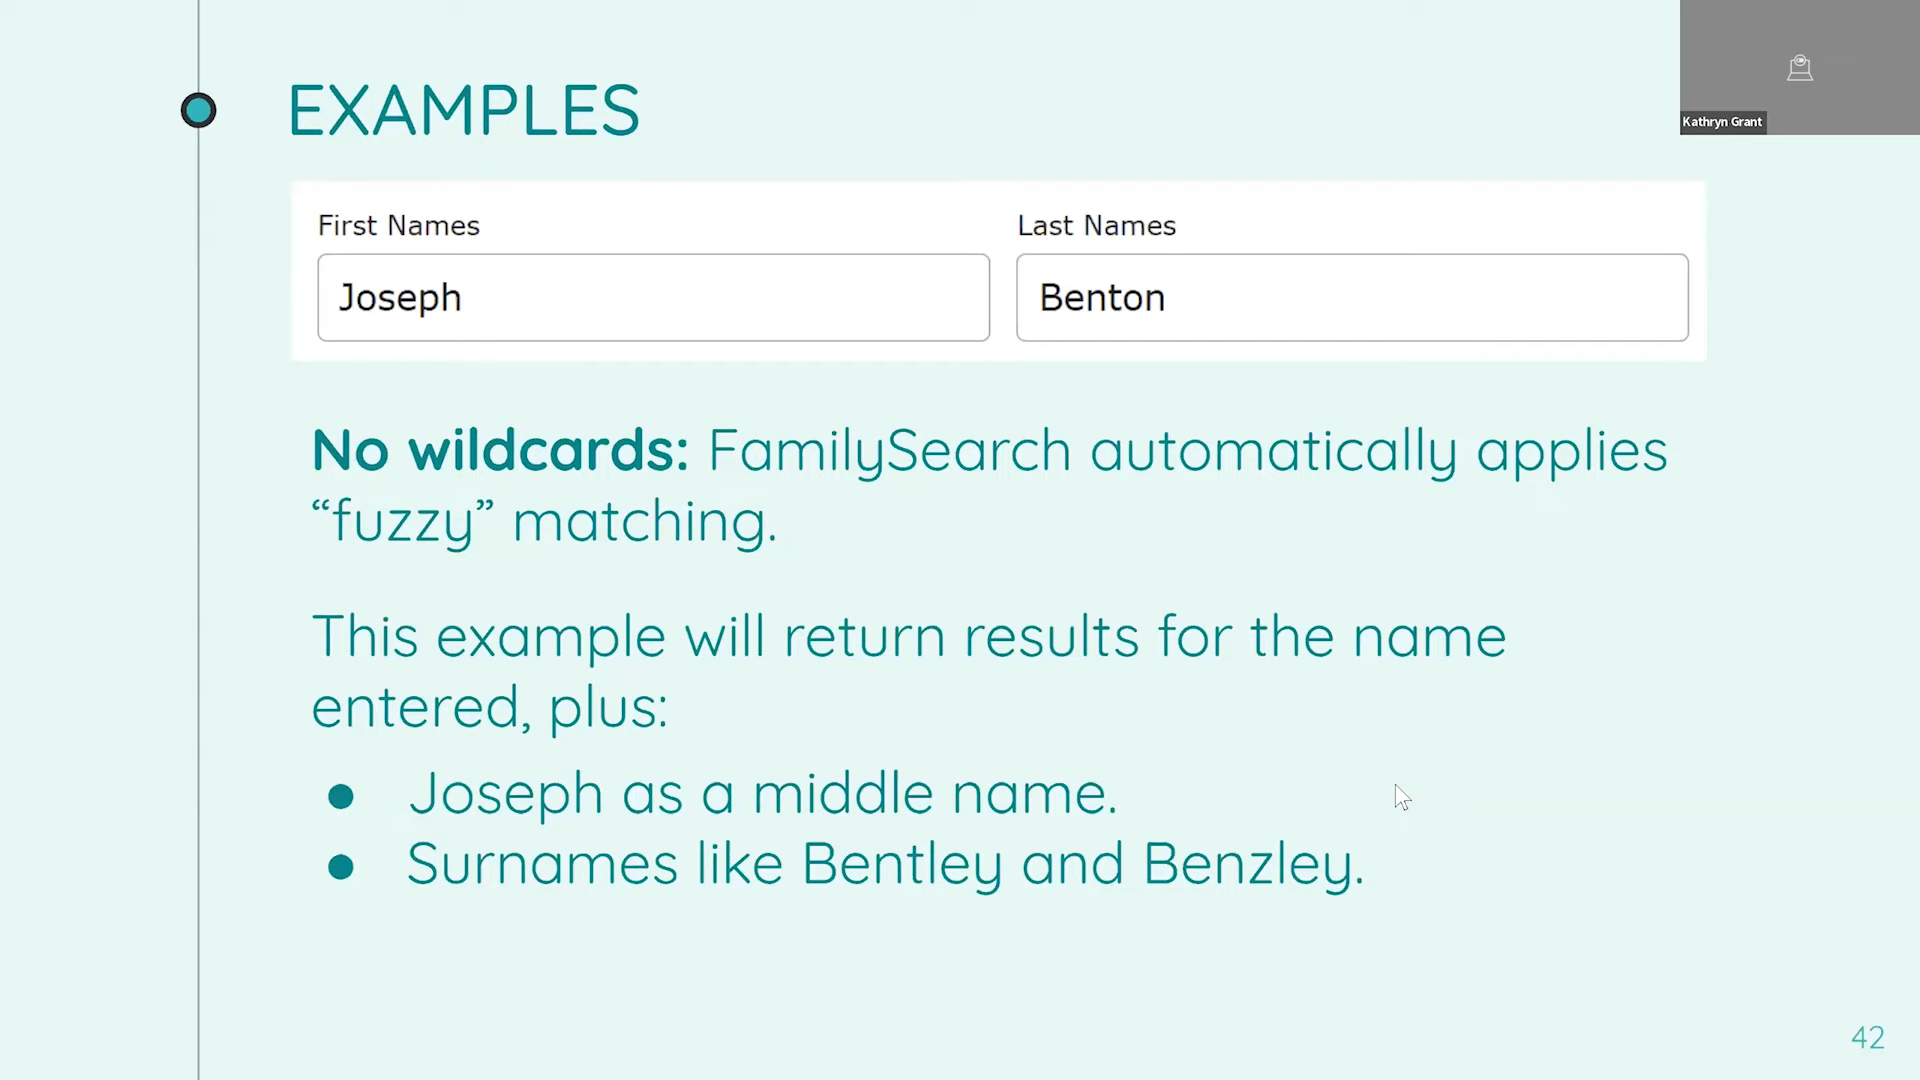 EXAMPLES
Kathryn Grant
First Names
Last Names
Joseph
Benton
No wildcards: FamilySearch automatically applies
“fuzzy” matching.
This example will return results for the name
entered, plus:
● Joseph as a middle name.
● Surnames like Bentley and Benzley.
42